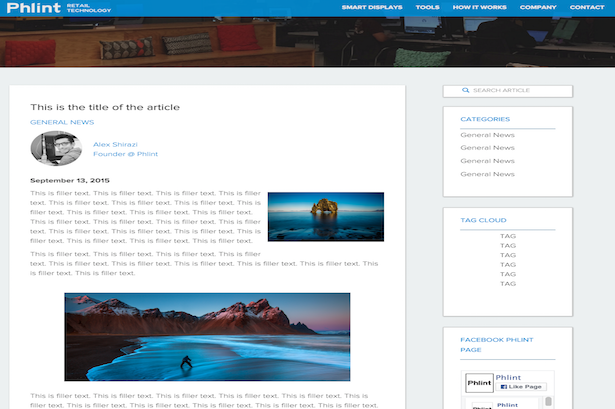 Phlint RETAIL TECHNOLOGY
SMART DISPLAYS TOOLS HOW IT WORKS COMPANY CONTACT
This is the title of the article
GENERAL NEWS
Alex Shirazi
Founder @ Phlint
September 13, 2015
This is filler text. This is filler text. This is filler text. This is filler
text. This is filler text. This is filler text. This is filler text. This is
filler text. This is filler text. This is filler text. This is filler text.
This is filler text. This is filler text. This is filler text. This is filler
text. This is filler text. This is filler text. This is filler text. This is
filler text. This is filler text. This is filler text. This is filler text.
This is filler text. This is filler text. This is filler text. This is filler
text. This is filler text. This is filler text. This is filler text. This is filler text. This
is filler text. This is filler text.
This is filler text. This is filler text. This is filler text. This is filler text. This is
filler text. This is filler text. This is filler text. This is filler text. This is filler text.
SEARCH ARTICLE
CATEGORIES
General News
General News
General News
General News
TAG CLOUD
TAG
TAG
TAG
TAG
TAG
TAG
FACEBOOK PHLINT
PAGE
Phlint
Phlint
Like Page
Phlint